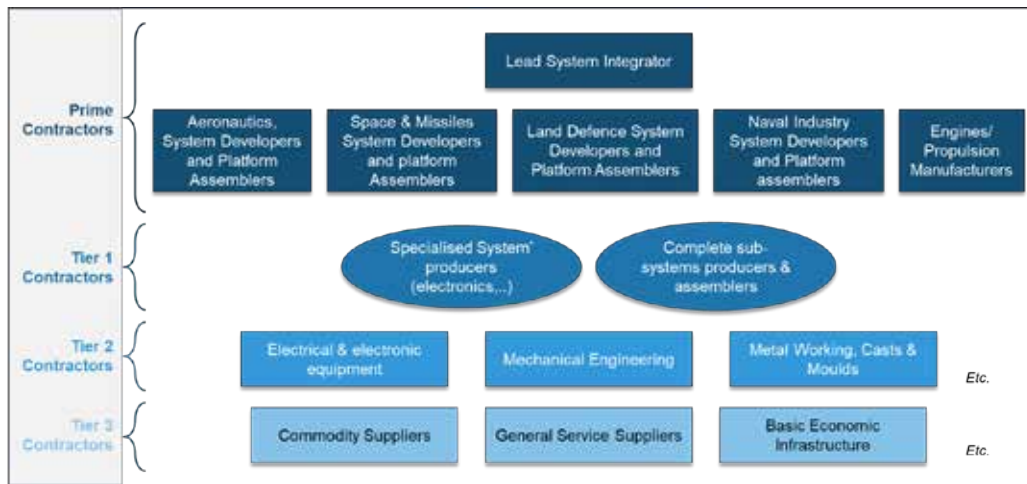 Lead System Integrator
Prime
Contractors
Aeronautics,
System Developers
and Platform
Assemblers
Space & Missiles
System Developers
and platform
Assemblers
Land Defence System
Developers and
Platform Assemblers
Naval Industry
System Developers
and Platform
assemblers
Engines/
Propulsion
Manufacturers
Tier 1
Contractors
Specialised System*
producers
(electronics,..)
Complete sub-
systems producers &
assemblers
Tier 2
Contractors
Electrical & electronic
equipment
Mechanical Engineering
Metal Working, Casts &
Moulds
Etc.
Tier 3
Contractors
Commodity Suppliers
General Service Suppliers
Basic Economic
Infrastructure
Etc.